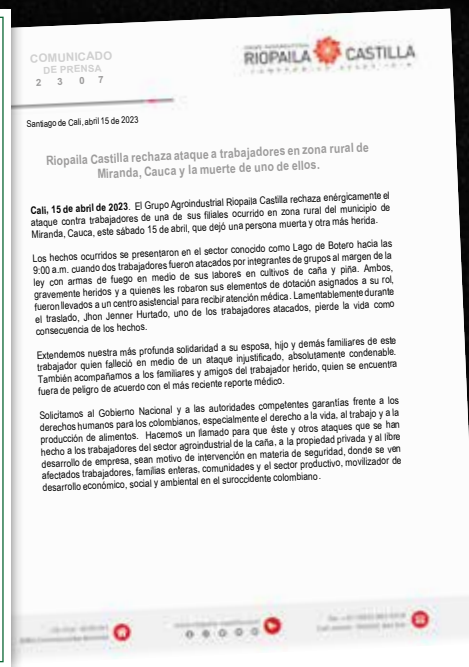 COMUNICADO
DE PRENSA
2 3 0 7
RIOPAILA CASTILLA
Santiago de Cali, abril 15 de 2023
Riopaila Castilla rechaza ataque a trabajadores en zona rural de
Miranda, Cauca y la muerte de uno de ellos.
Cali, 15 de abril de 2023. El Grupo Agroindustrial Riopaila Castilla rechaza enérgicamente el
ataque contra trabajadores de una de sus filiales ocurrido en zona rural del municipio de
Miranda, Cauca, este sábado 15 de abril, que dejó una persona muerta y otra más herida.
Los hechos ocurridos se presentaron en el sector conocido como Lago de Botero hacia las
9:00 a.m. cuando dos trabajadores fueron atacados por integrantes de grupos al margen de la
ley con armas de fuego en medio de sus labores en cultivos de caña y piña. Ambos,
gravemente heridos y a quienes les robaron sus elementos de dotación asignados a su rol,
fueron llevados a un centro asistencial para recibir atención médica. Lamentablemente durante
el traslado, Jhon Jenner Hurtado, uno de los trabajadores atacados, pierde la vida como
consecuencia de los hechos.
Extendemos nuestra más profunda solidaridad a su esposa, hijo y demás familiares de este
trabajador quien falleció en medio de un ataque injustificado, absolutamente condenable.
También acompañamos a los familiares y amigos del trabajador herido, quien se encuentra
fuera de peligro de acuerdo con el más reciente reporte médico.
Solicitamos al Gobierno Nacional y a las autoridades competentes garantías frente a los
derechos humanos para los colombianos, especialmente el derecho a la vida, al trabajo y a la
producción de alimentos. Hacemos un llamado para que éste y otros ataques que se han
hecho a los trabajadores del sector agroindustrial de la caña, a la propiedad privada y al libre
desarrollo de empresa, sean motivo de intervención en materia de seguridad, donde se ven
afectados trabajadores, familias enteras, comunidades y el sector productivo, movilizador de
desarrollo económico, social y ambiental en el suroccidente colombiano.